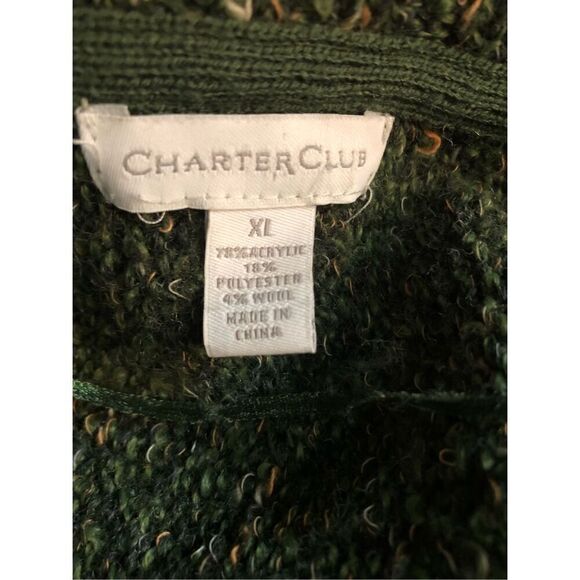 CHARTER CLUB
XL
78% ACRYLIC
18%
POLYESTER
4% WOOL
MADE IN
CHINA